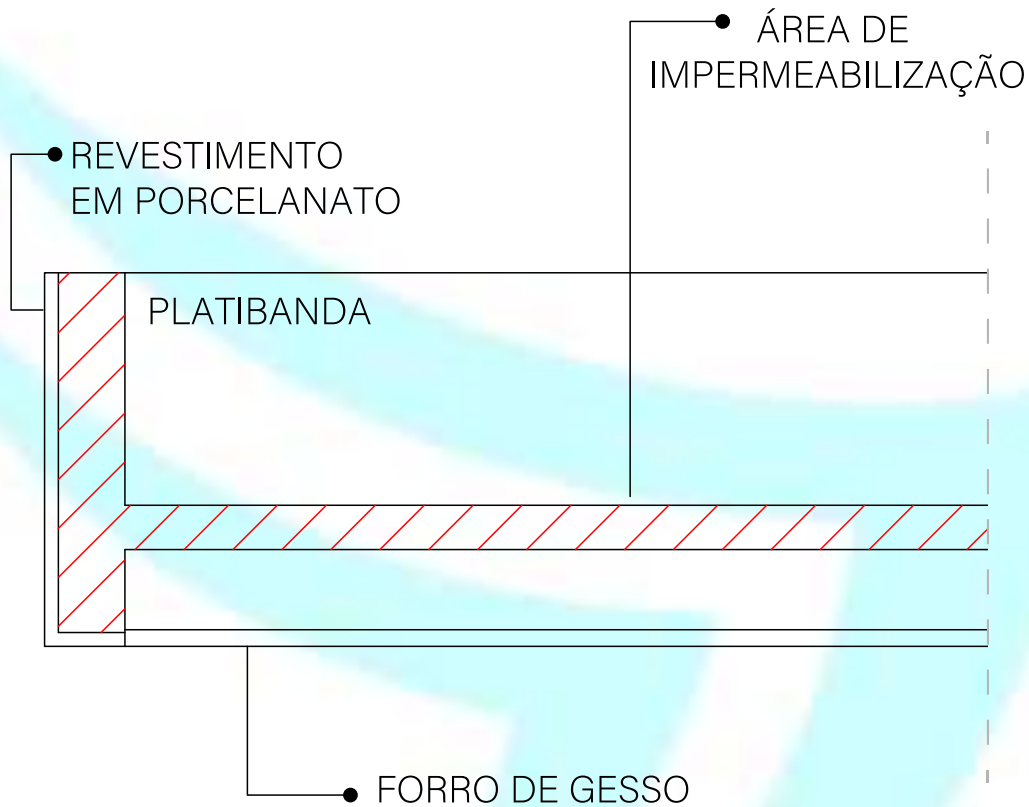 ÁREA DE
IMPERMEABILIZAÇÃO
REVESTIMENTO
EM PORCELANATO
PLATIBANDA
FORRO DE GESSO